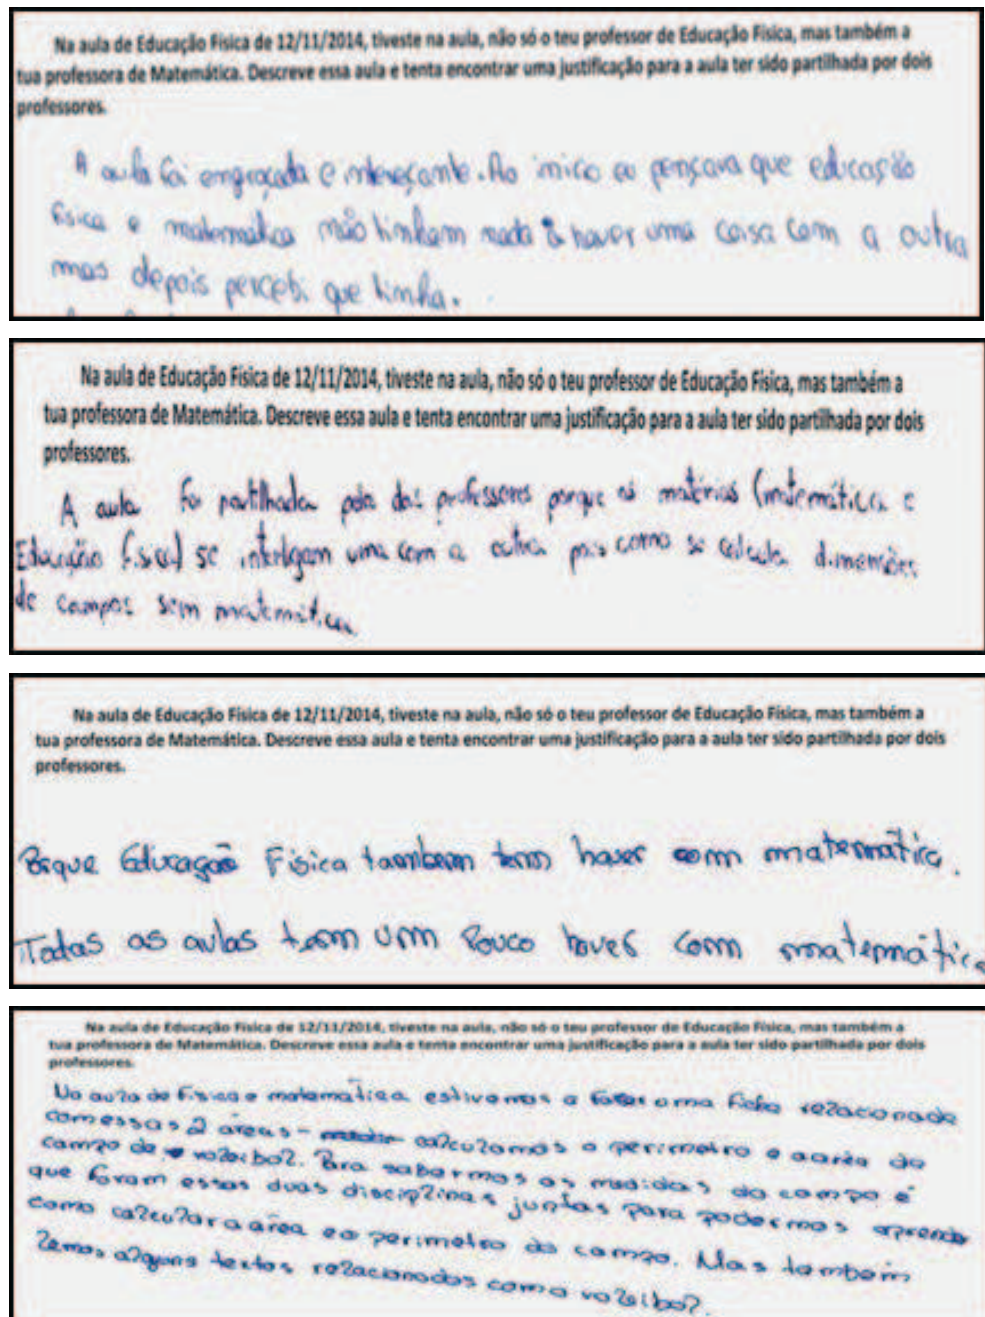 Na aula de Educação Física de 12/11/2014, tiveste na aula, não só o teu professor de Educação Física, mas também a
tua professora de Matemática. Descreve essa aula e tenta encontrar uma justificação para a aula ter sido partilhada por dois
professores.
A aula foi engraçada e intereçante. Ao inico eu pençava que educação
fisica e matematica não tinham nada a haver uma coisa com a outra
mas depois percebi que tinha.
Na aula de Educação Física de 12/11/2014, tiveste na aula, não só o teu professor de Educação Física, mas também a
tua professora de Matemática. Descreve essa aula e tenta encontrar uma justificação para a aula ter sido partilhada por dois
professores.
A aula foi partilhada por dois professores porque as matérias (matemática e
Educação física) se interligam uma com a outra pois como se calcula dimensões
de campos sem matemática
Na aula de Educação Física de 12/11/2014, tiveste na aula, não só o teu professor de Educação Física, mas também a
tua professora de Matemática. Descreve essa aula e tenta encontrar uma justificação para a aula ter sido partilhada por dois
professores.
Porque Educação Física tambem tem haver com matemática.
Todas as aulas tem um Pouco haver com matemática
Na aula de Educação Física de 12/11/2014, tiveste na aula, não só o teu professor de Educação Física, mas também a
tua professora de Matemática. Descreve essa aula e tenta encontrar uma justificação para a aula ter sido partilhada por dois
professores.
Na aula de Fisica e matemática estivemos a fazer uma ficha relacionada
com essas 2 áreas - calculamos o perimetro e a aréa do
campo de voleibol. Para sabermos as medidas do campo é
que foram essas duas disciplinas juntas para podermos aprender
como calcular a área e o perimetro do campo. Mas tambem
lemos alguns textos relacionados com o voleibol.